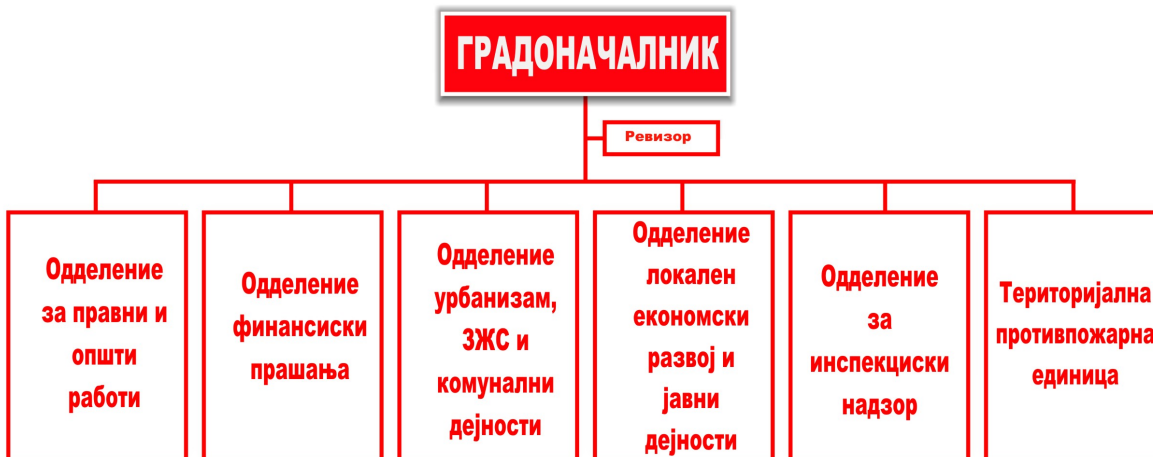 ГРАДОНАЧАЛНИК
Ревизор
Одделение
за правни и
општи
работи
Одделение
финансиски
прашања
Одделение
урбанизам,
ЗЖС и
комунални
дејности
Одделение
локален
економски
развој и
јавни
дејности
Одделение
за
инспекциски
надзор
Територијална
противпожарна
единица